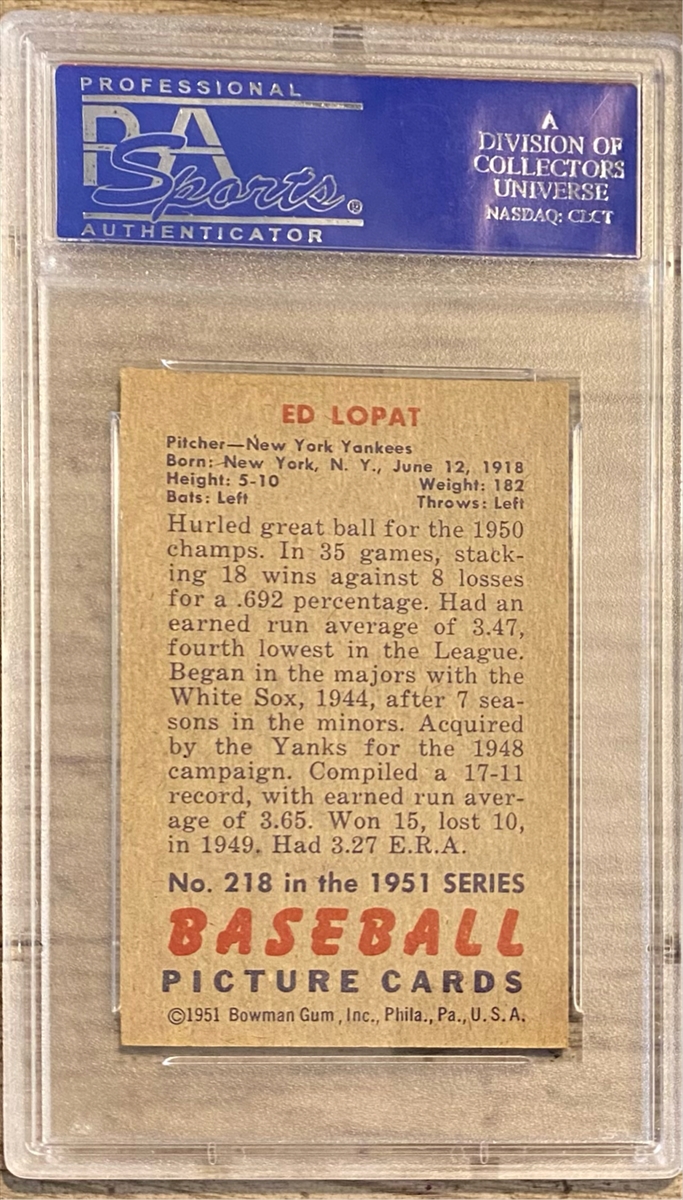 PROFESSIONAL
PSA
Sports®
AUTHENTICATOR
A
DIVISION OF
COLLECTORS
UNIVERSE
NASDAQ: CLCT
ED LOPAT
Pitcher—New York Yankees
Born: New York, N. Y., June 12, 1918
Height: 5-10 Weight: 182
Bats: Left Throws: Left
Hurled great ball for the 1950
champs. In 35 games, stack-
ing 18 wins against 8 losses
for a .692 percentage. Had an
earned run average of 3.47,
fourth lowest in the League.
Began in the majors with the
White Sox, 1944, after 7 sea-
sons in the minors. Acquired
by the Yanks for the 1948
campaign. Compiled a 17-11
record, with earned run aver-
age of 3.65. Won 15, lost 10,
in 1949. Had 3.27 E.R.A.
No. 218 in the 1951 SERIES
BASEBALL
PICTURE CARDS
©1951 Bowman Gum, Inc., Phila., Pa., U.S.A.